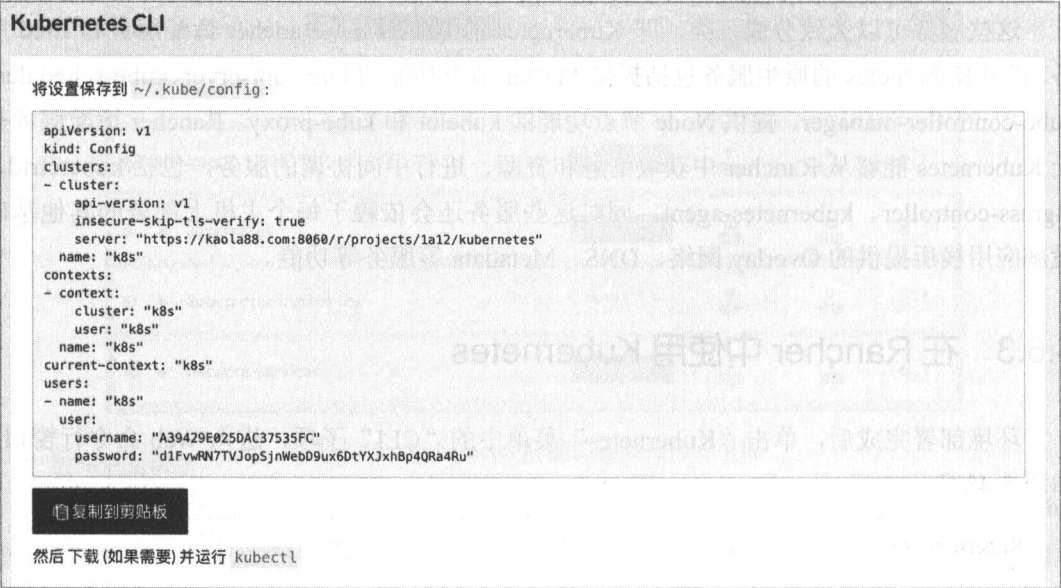 Kubernetes CLI
将设置保存到 ~/.kube/config:
apiVersion: v1
kind: Config
clusters:
- cluster:
    api-version: v1
    insecure-skip-tls-verify: true
    server: "https://kaola88.com:8060/r/projects/1a12/kubernetes"
  name: "k8s"
contexts:
- context:
    cluster: "k8s"
    user: "k8s"
  name: "k8s"
current-context: "k8s"
users:
- name: "k8s"
  user:
    username: "A39429E025DAC37535FC"
    password: "d1FvwRN7TVJopSjnWebD9ux6DtYXJxhBp4QRa4Ru"
复制到剪贴板
然后 下载 (如果需要) 并运行 kubectl